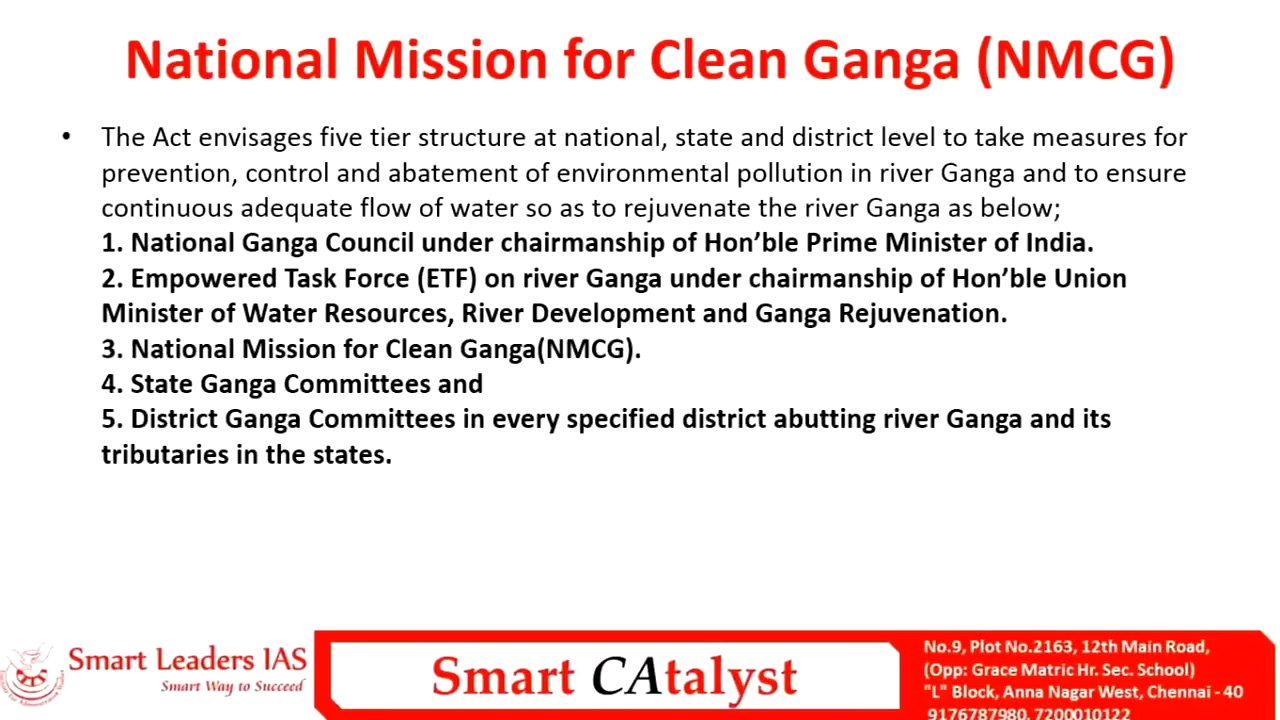 National Mission for Clean Ganga (NMCG)
• The Act envisages five tier structure at national, state and district level to take measures for
prevention, control and abatement of environmental pollution in river Ganga and to ensure
continuous adequate flow of water so as to rejuvenate the river Ganga as below;
1. National Ganga Council under chairmanship of Hon’ble Prime Minister of India.
2. Empowered Task Force (ETF) on river Ganga under chairmanship of Hon’ble Union
Minister of Water Resources, River Development and Ganga Rejuvenation.
3. National Mission for Clean Ganga(NMCG).
4. State Ganga Committees and
5. District Ganga Committees in every specified district abutting river Ganga and its
tributaries in the states.
Smart Leaders IAS
Smart Way to Succeed
Smart CAtalyst
No.9, Plot No.2163, 12th Main Road,
(Opp: Grace Matric Hr. Sec. School)
"L" Block, Anna Nagar West, Chennai - 40
9176787980, 7200010122